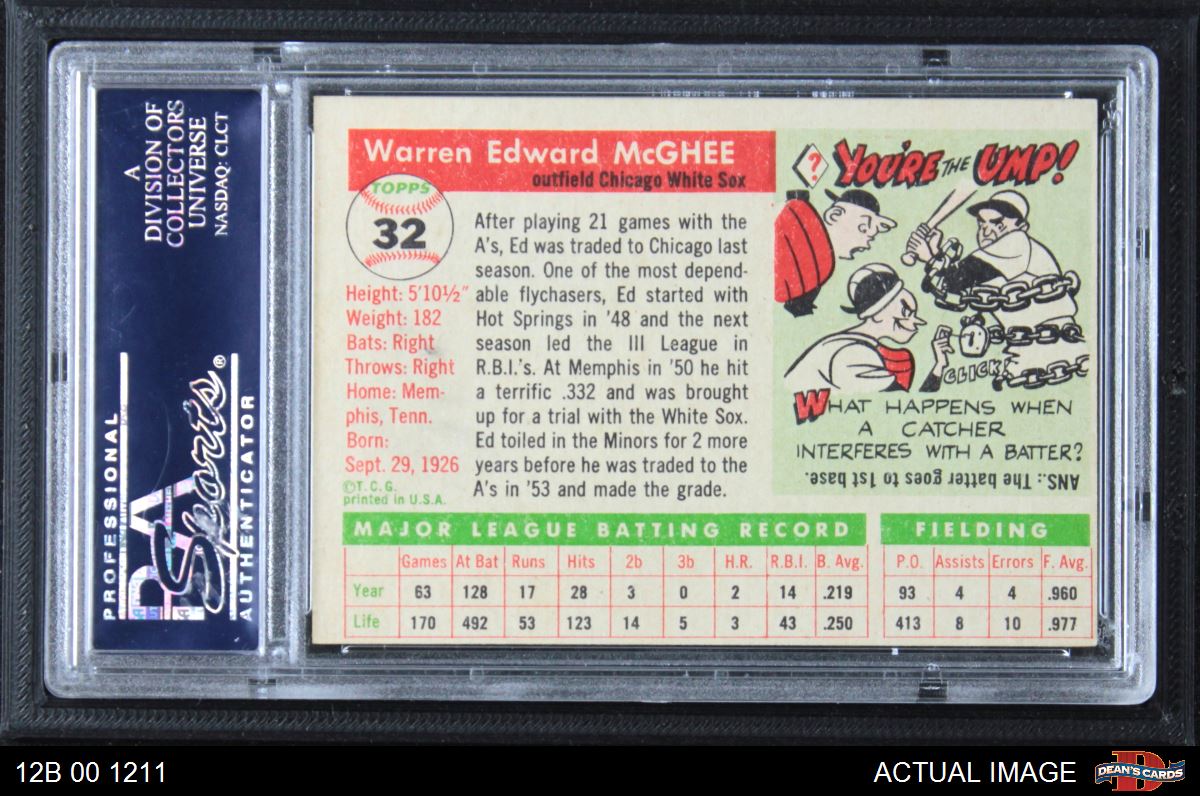 A
DIVISION OF
COLLECTORS
UNIVERSE
NASDAQ: CLCT
PROFESSIONAL
PSA
Sports®
AUTHENTICATOR
Warren Edward McGHEE
outfield Chicago White Sox
TOPPS
32
Height: 5'10½"
Weight: 182
Bats: Right
Throws: Right
Home: Mem-
phis, Tenn.
Born:
Sept. 29, 1926
©T.C.G.
printed in U.S.A.
After playing 21 games with the
A's, Ed was traded to Chicago last
season. One of the most depend-
able flychasers, Ed started with
Hot Springs in '48 and the next
season led the III League in
R.B.I.'s. At Memphis in '50 he hit
a terrific .332 and was brought
up for a trial with the White Sox.
Ed toiled in the Minors for 2 more
years before he was traded to the
A's in '53 and made the grade.
? YOU'RE THE UMP!
CLICK!
WHAT HAPPENS WHEN
A CATCHER
INTERFERES WITH A BATTER?
ANS.: The batter goes to 1st base.
MAJOR LEAGUE BATTING RECORD FIELDING
Games At Bat Runs Hits 2b 3b H.R. R.B.I. B. Avg. P.O. Assists Errors F. Avg.
Year 63 128 17 28 3 0 2 14 .219 93 4 4 .960
Life 170 492 53 123 14 5 3 43 .250 413 8 10 .977
12B 00 1211
ACTUAL IMAGE
D
DEAN'S CARDS